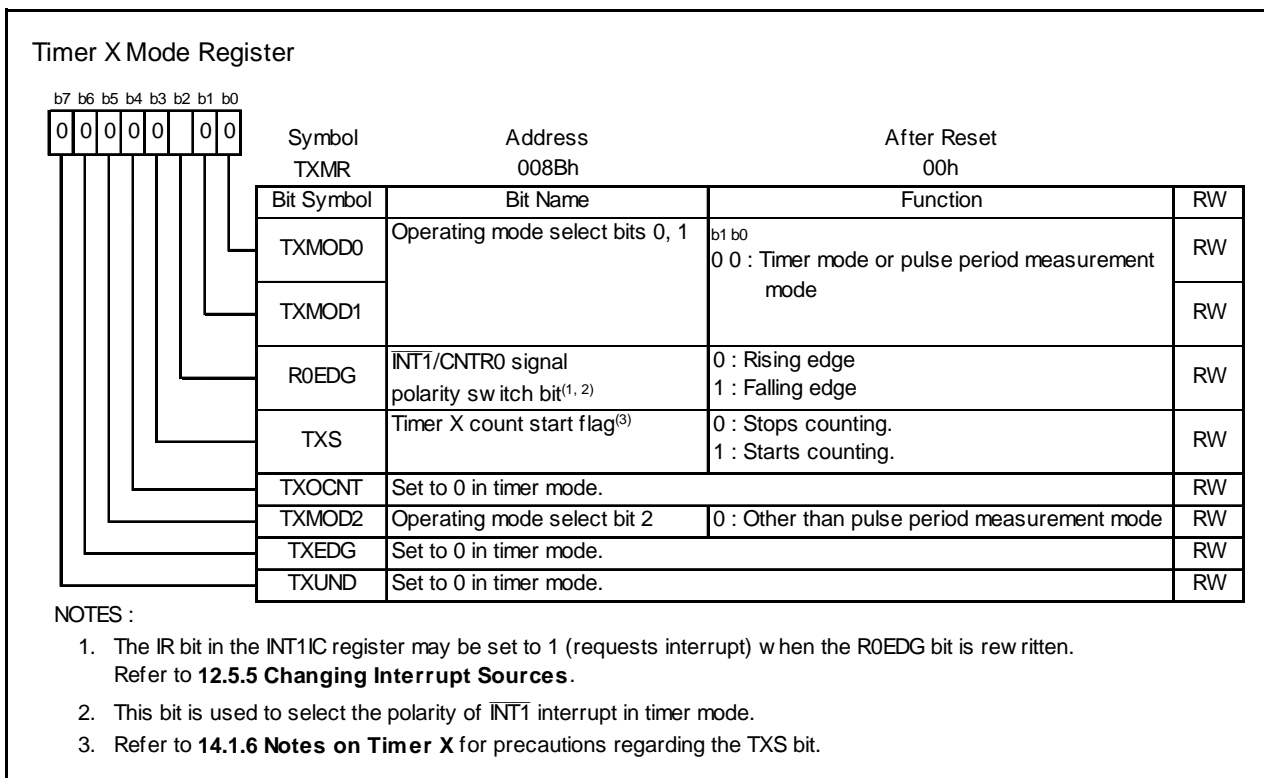 Timer X Mode Register
b7 b6 b5 b4 b3 b2 b1 b0
0 0 0 0 0 0 0
Symbol Address After Reset
TXMR 008Bh 00h
Bit Symbol Bit Name Function RW
TXMOD0 Operating mode select bits 0, 1 b1 b0
0 0 : Timer mode or pulse period measurement
mode RW
TXMOD1 RW
R0EDG INT1/CNTR0 signal
polarity switch bit(1, 2) 0 : Rising edge
1 : Falling edge RW
TXS Timer X count start flag(3) 0 : Stops counting.
1 : Starts counting. RW
TXOCNT Set to 0 in timer mode. RW
TXMOD2 Operating mode select bit 2 0 : Other than pulse period measurement mode RW
TXEDG Set to 0 in timer mode. RW
TXUND Set to 0 in timer mode. RW
NOTES :
1. The IR bit in the INT1IC register may be set to 1 (requests interrupt) when the R0EDG bit is rewritten.
Refer to 12.5.5 Changing Interrupt Sources.
2. This bit is used to select the polarity of INT1 interrupt in timer mode.
3. Refer to 14.1.6 Notes on Timer X for precautions regarding the TXS bit.